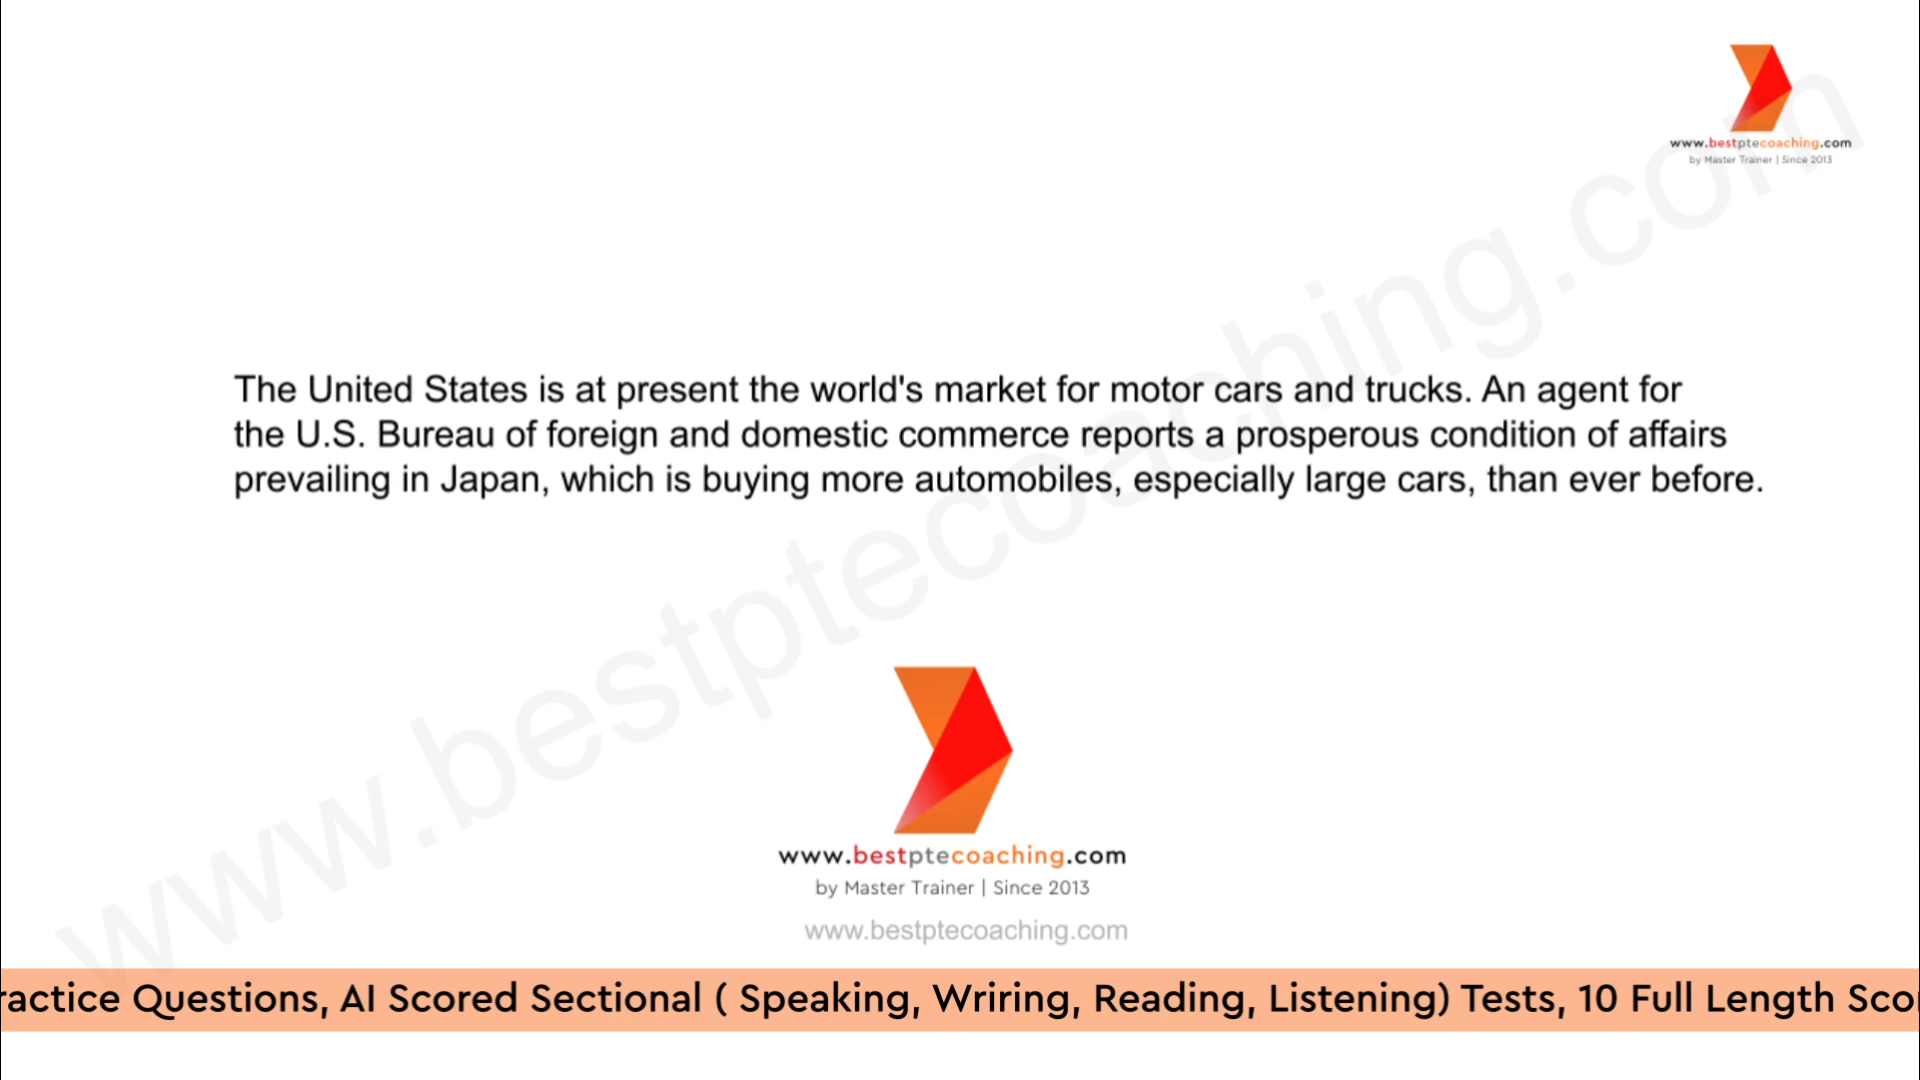 www.bestptecoaching.com
by Master Trainer | Since 2013
The United States is at present the world's market for motor cars and trucks. An agent for
the U.S. Bureau of foreign and domestic commerce reports a prosperous condition of affairs
prevailing in Japan, which is buying more automobiles, especially large cars, than ever before.
www.bestptecoaching.com
www.bestptecoaching.com
by Master Trainer | Since 2013
www.bestptecoaching.com
ractice Questions, AI Scored Sectional ( Speaking, Wriring, Reading, Listening) Tests, 10 Full Length Sco